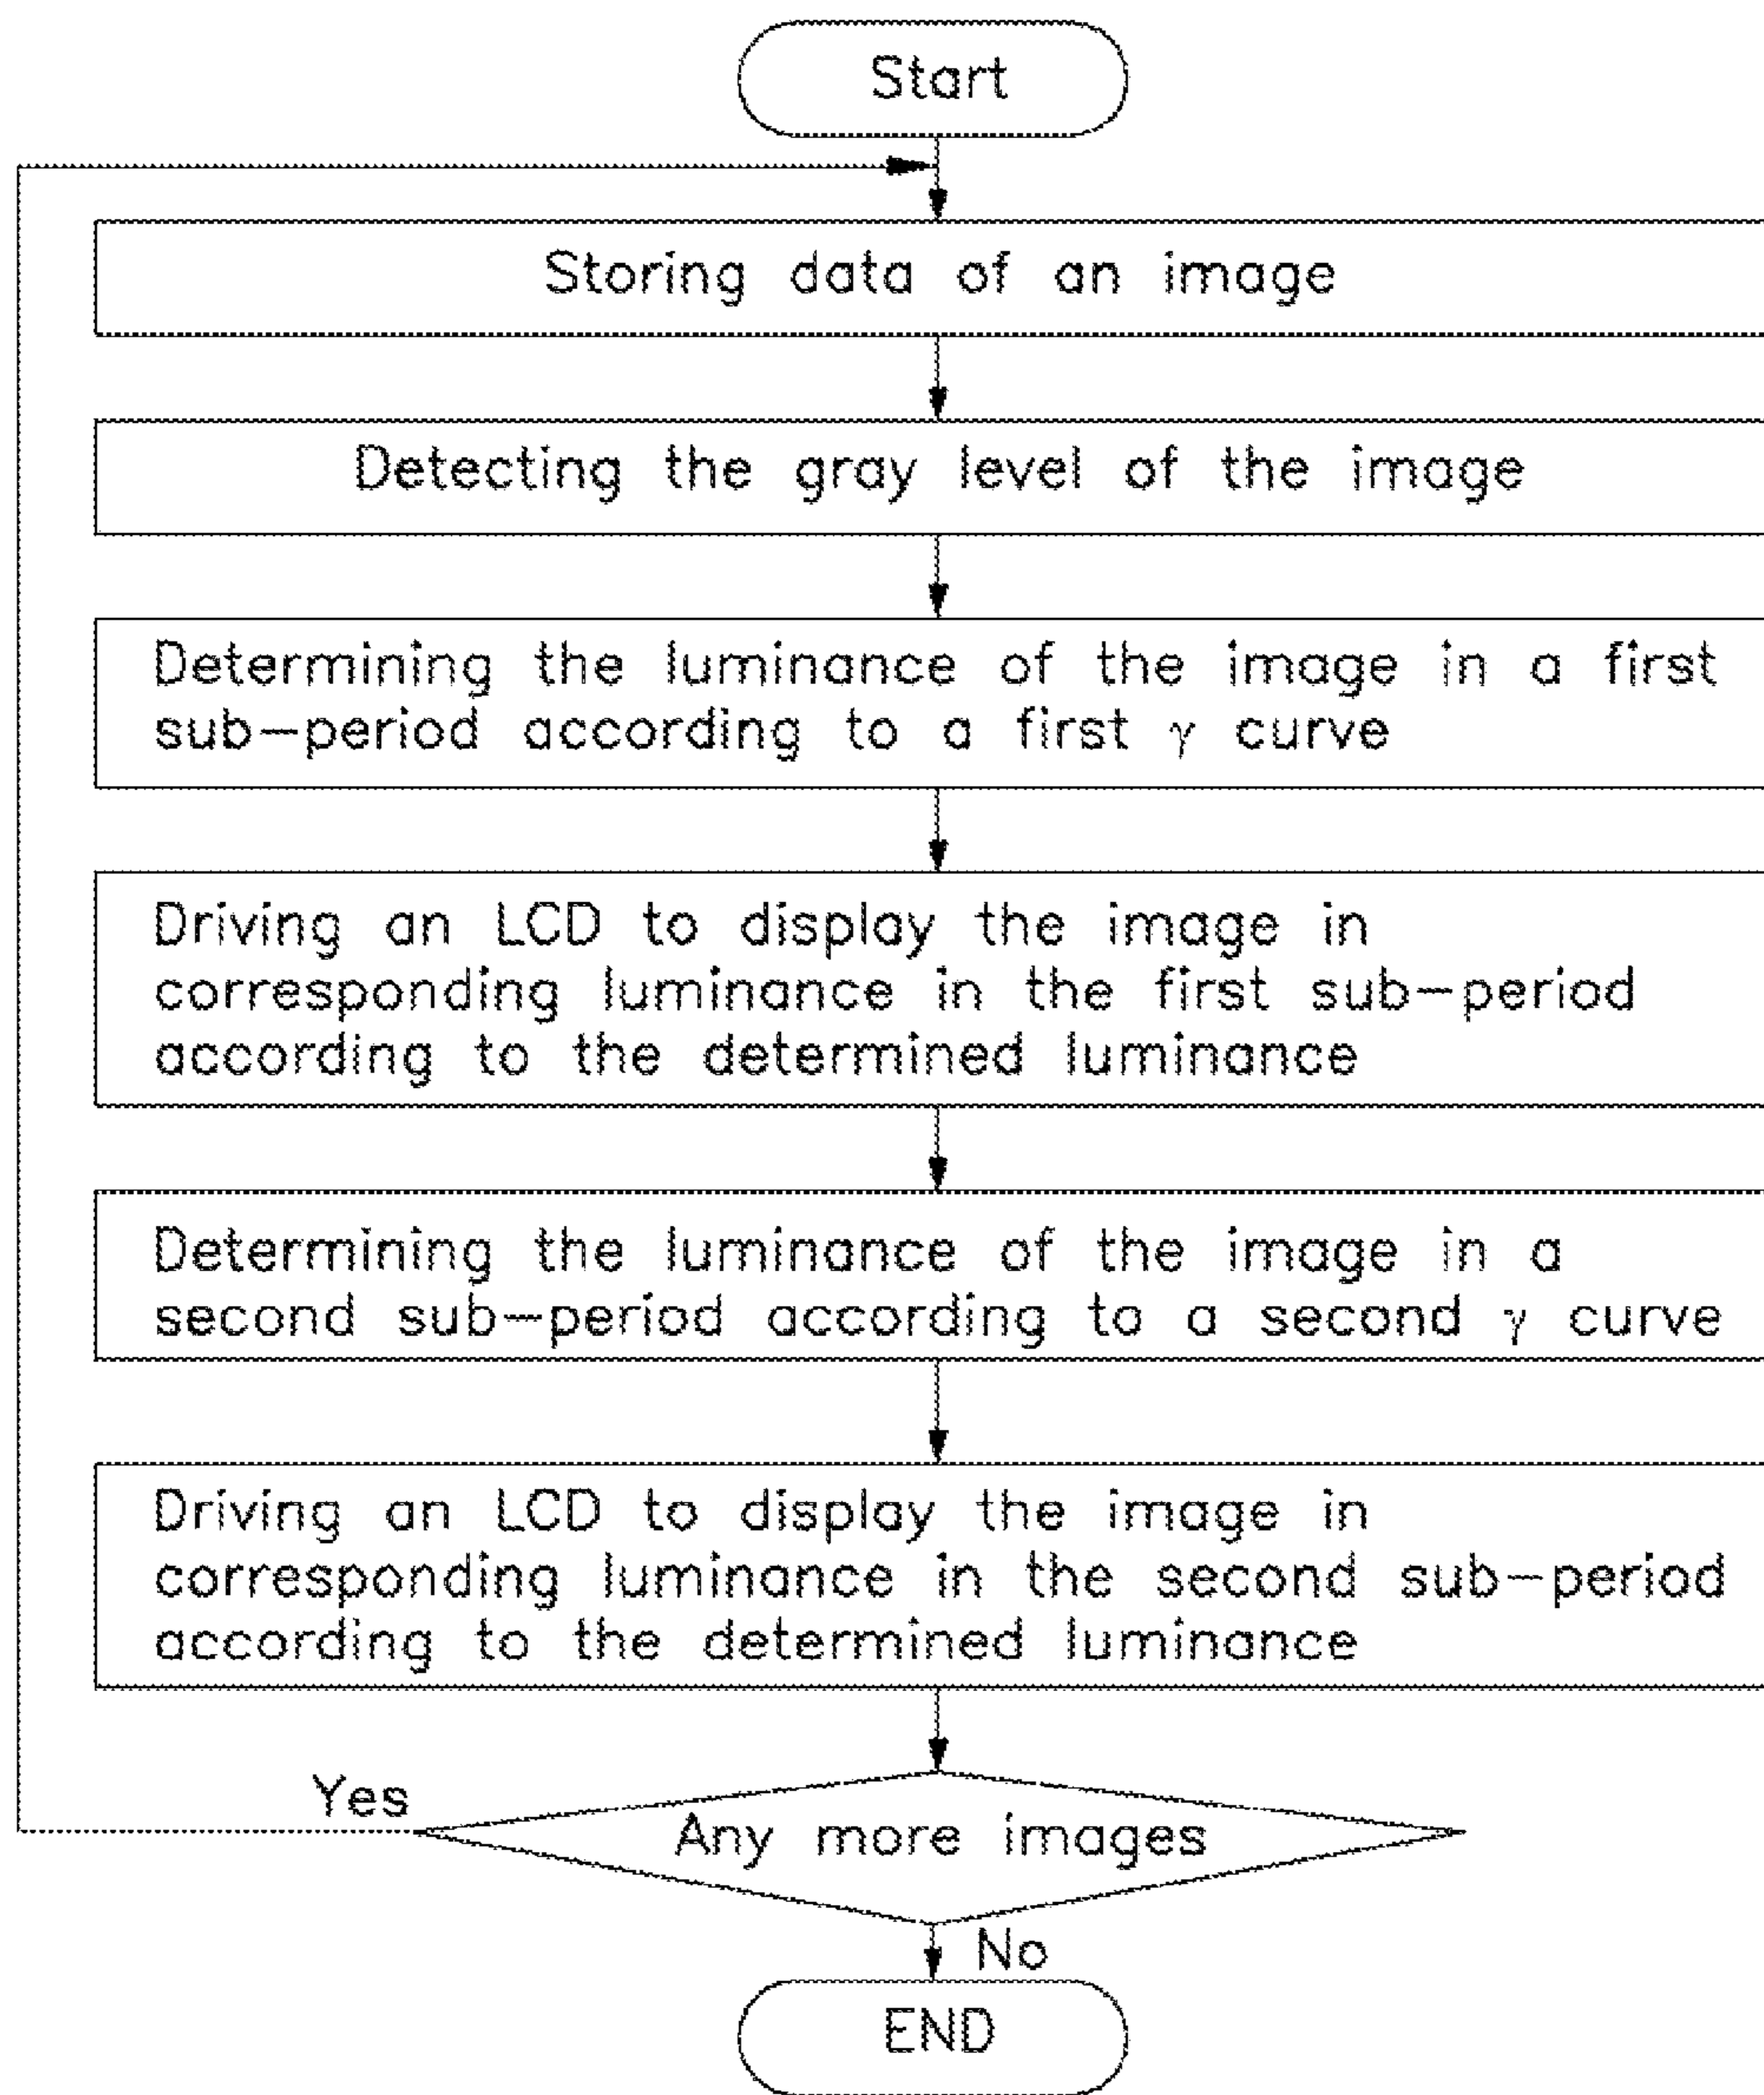 Start
Storing data of an image
Detecting the gray level of the image
Determining the luminance of the image in a first
sub-period according to a first γ curve
Driving an LCD to display the image in
corresponding luminance in the first sub-period
according to the determined luminance
Determining the luminance of the image in a
second sub-period according to a second γ curve
Driving an LCD to display the image in
corresponding luminance in the second sub-period
according to the determined luminance
Yes
Any more images
No
END